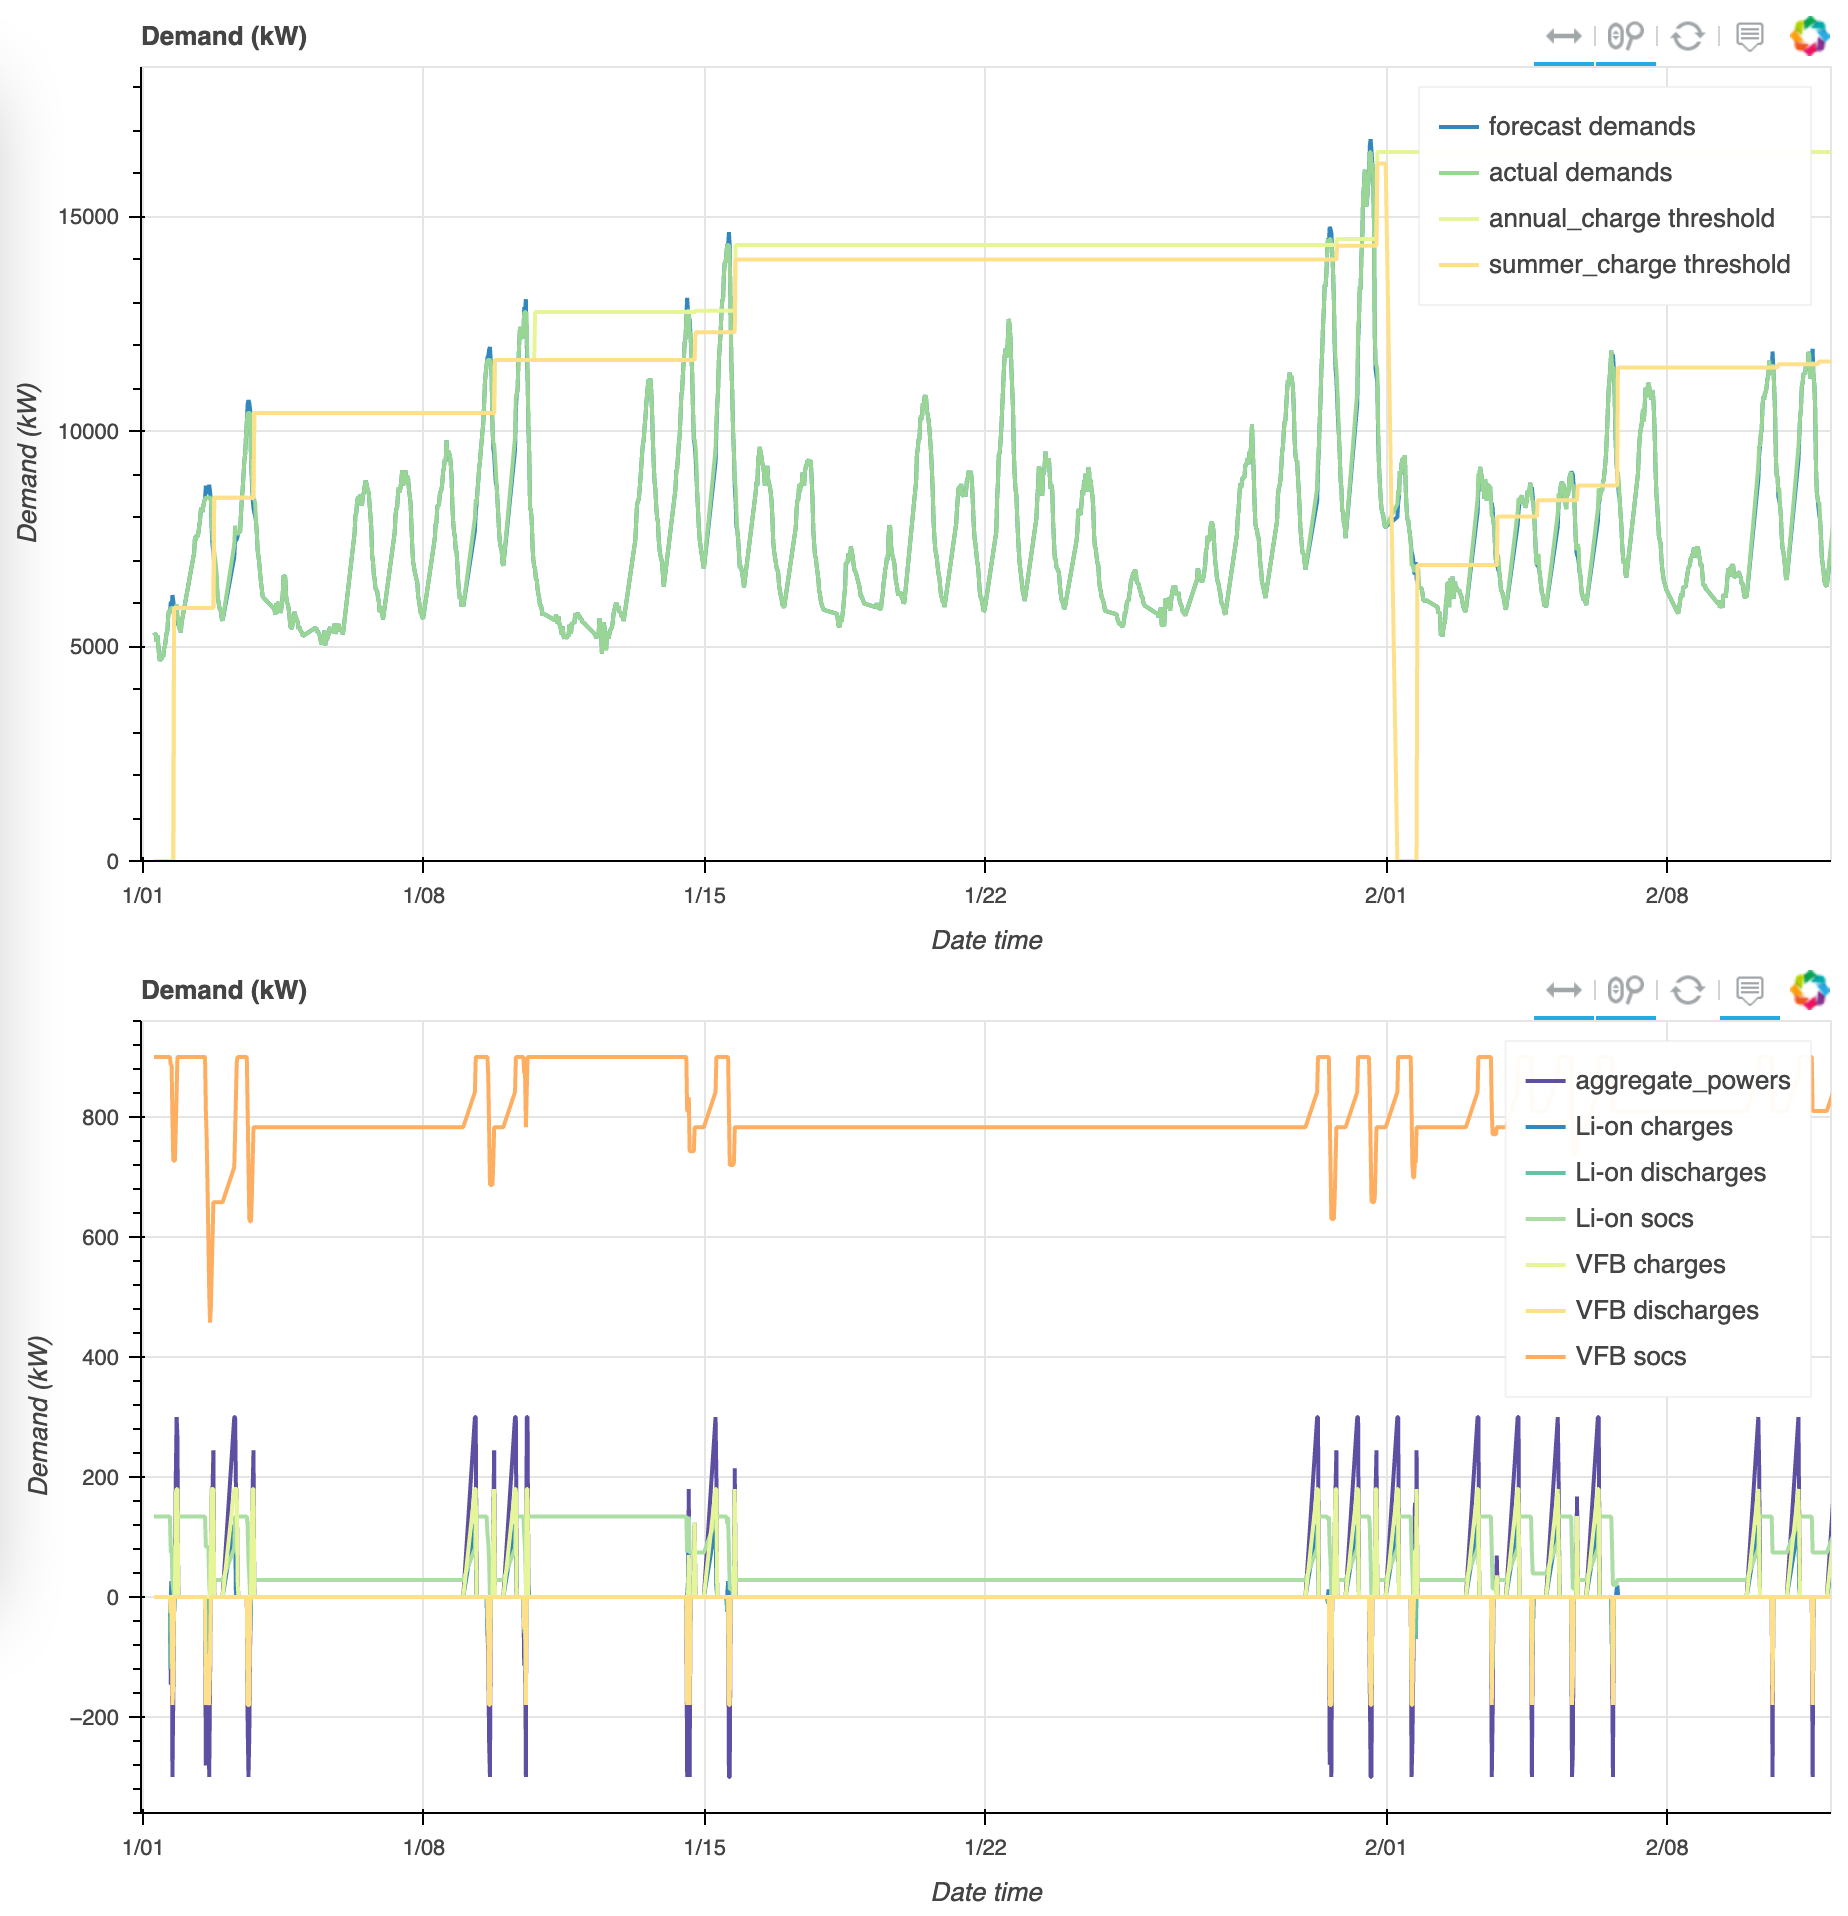 Demand (kW)
forecast demands
actual demands
annual_charge threshold
summer_charge threshold
15000
10000
5000
0
Demand (kW)
1/01
1/08
1/15
1/22
2/01
2/08
Date time
Demand (kW)
aggregate_powers
Li-on charges
Li-on discharges
Li-on socs
VFB charges
VFB discharges
VFB socs
800
600
400
200
0
−200
Demand (kW)
1/01
1/08
1/15
1/22
2/01
2/08
Date time